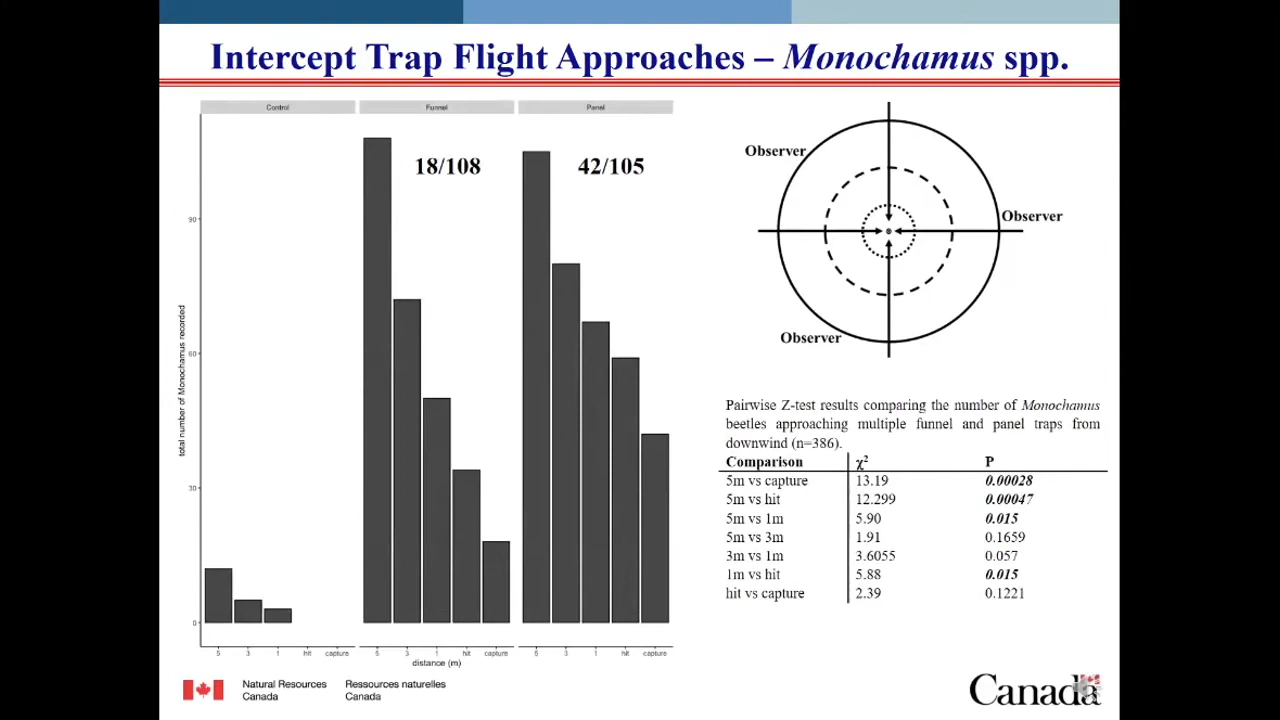 Intercept Trap Flight Approaches – Monochamus spp.
Control
Funnel
Panel
18/108
42/105
90
60
30
0
total number of Monochamus recorded
5 3 1 hit capture
5 3 1 hit capture
5 3 1 hit capture
distance (m)
Observer
Observer
Observer
Pairwise Z-test results comparing the number of Monochamus
beetles approaching multiple funnel and panel traps from
downwind (n=386).
Comparison χ² P
5m vs capture 13.19 0.00028
5m vs hit 12.299 0.00047
5m vs 1m 5.90 0.015
5m vs 3m 1.91 0.1659
3m vs 1m 3.6055 0.057
1m vs hit 5.88 0.015
hit vs capture 2.39 0.1221
Natural Resources Ressources naturelles
Canada Canada
Canada